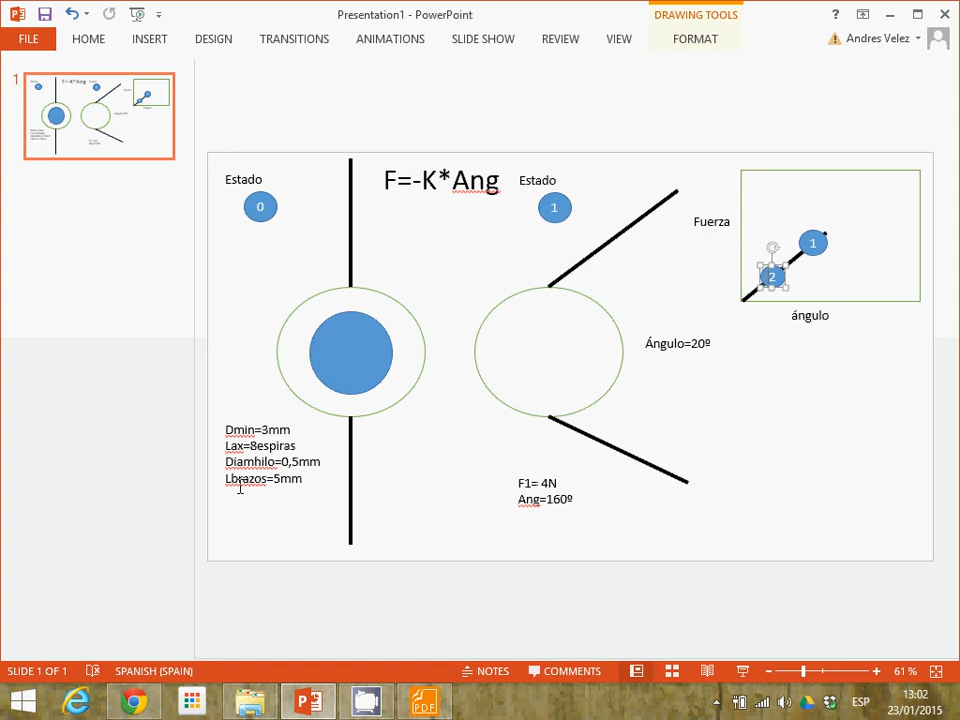 Presentation1 - PowerPoint
DRAWING TOOLS
?
FILE
HOME
INSERT
DESIGN
TRANSITIONS
ANIMATIONS
SLIDE SHOW
REVIEW
VIEW
FORMAT
Andres Velez
1
Estado
0
F=-K*Ang
Estado
1
Fuerza
1
2
ángulo
Ángulo=20º
Dmin=3mm
Lax=8espiras
Diamhilo=0,5mm
Lbrazos=5mm
F1= 4N
Ang=160º
SLIDE 1 OF 1
SPANISH (SPAIN)
NOTES
COMMENTS
61 %
PDF
ESP
13:02
23/01/2015